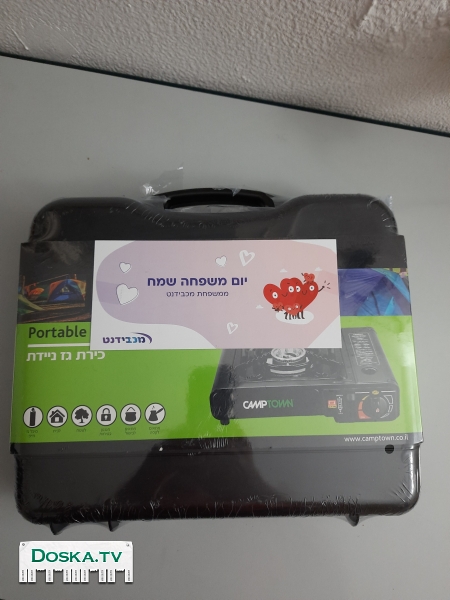 יום משפחה שמח
ממשפחת מכבידנט
מכבידנט
Portable
כירת גז ניידת
CAMPTOWN
www.camptown.co.il
DOSKA.TV